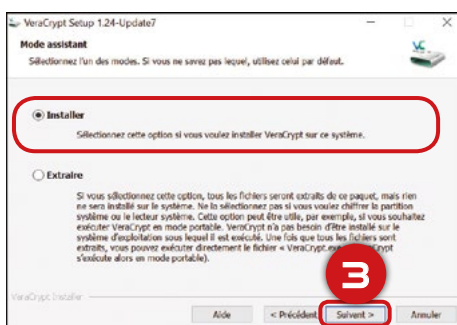 VeraCrypt Setup 1.24-Update7
Mode assistant
Sélectionnez l'un des modes. Si vous ne savez pas lequel, utilisez celui par défaut.
VC
Installer
Sélectionnez cette option si vous voulez installer VeraCrypt sur ce système.
Extraire
Si vous sélectionnez cette option, tous les fichiers seront extraits de ce paquet, mais rien
ne sera installé sur le système. Ne la sélectionnez pas si vous voulez chiffrer la partition
système ou le lecteur système. Cette option peut être utile, par exemple, si vous souhaitez
exécuter VeraCrypt en mode portable. VeraCrypt n'a pas besoin d'être installé sur le
système d'exploitation sous lequel il est exécuté. Une fois que tous les fichiers sont
extraits, vous pouvez exécuter directement le fichier « VeraCrypt.exe
s'exécute alors en mode portable).
3
VeraCrypt Installer
Aide
< Précédent
Suivant >
Annuler